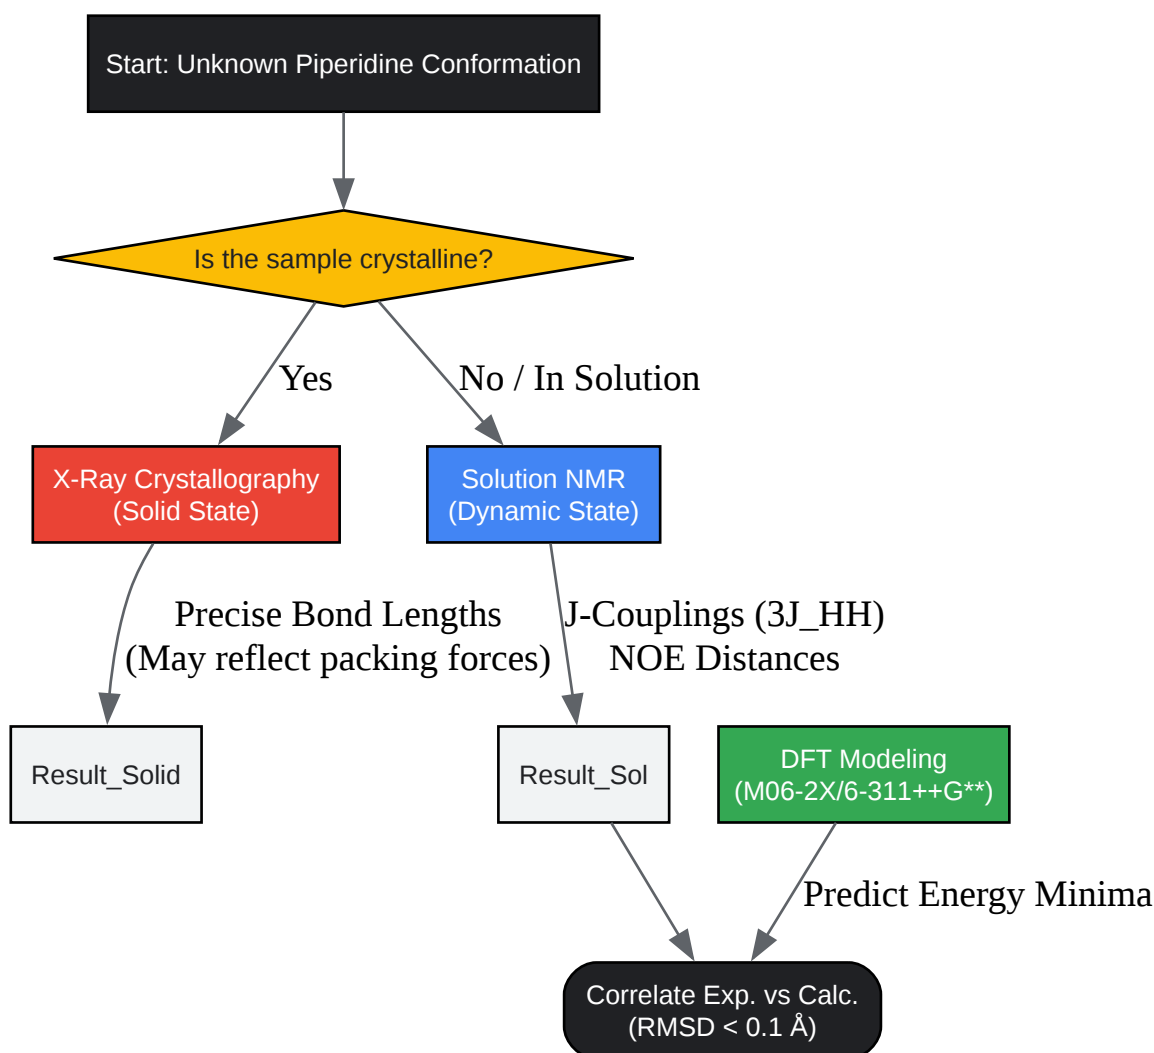 Start: Unknown Piperidine Conformation
Is the sample crystalline?
Yes
No / In Solution
X-Ray Crystallography
(Solid State)
Solution NMR
(Dynamic State)
Precise Bond Lengths
(May reflect packing forces)
J-Couplings (3J_HH)
NOE Distances
Result_Solid
Result_Sol
DFT Modeling
(M06-2X/6-311++G**)
Predict Energy Minima
Correlate Exp. vs Calc.
(RMSD < 0.1 Å)